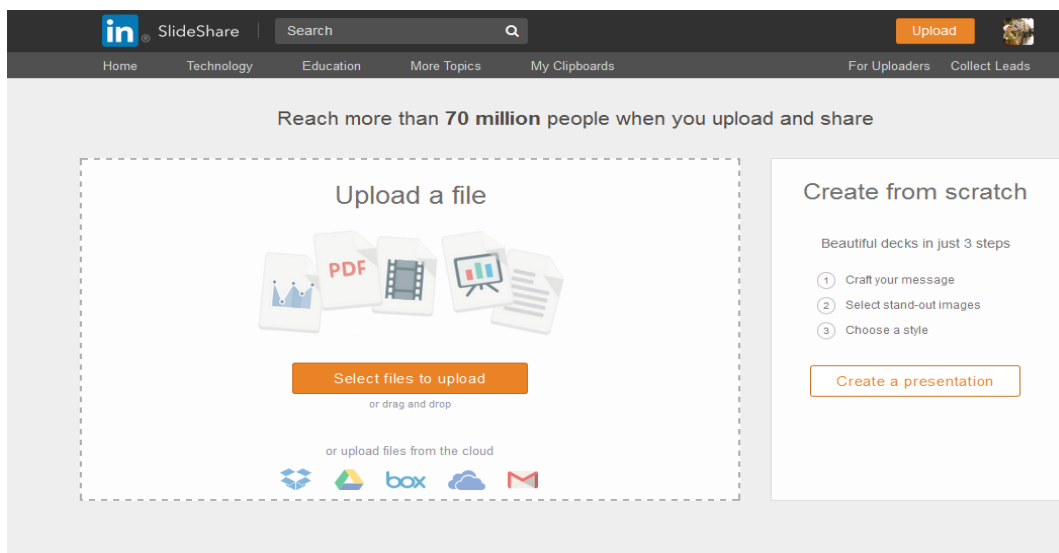 in ® SlideShare Search Upload
Home Technology Education More Topics My Clipboards For Uploaders Collect Leads
Reach more than 70 million people when you upload and share
Upload a file
PDF
Select files to upload
or drag and drop
or upload files from the cloud
box
Create from scratch
Beautiful decks in just 3 steps
1 Craft your message
2 Select stand-out images
3 Choose a style
Create a presentation